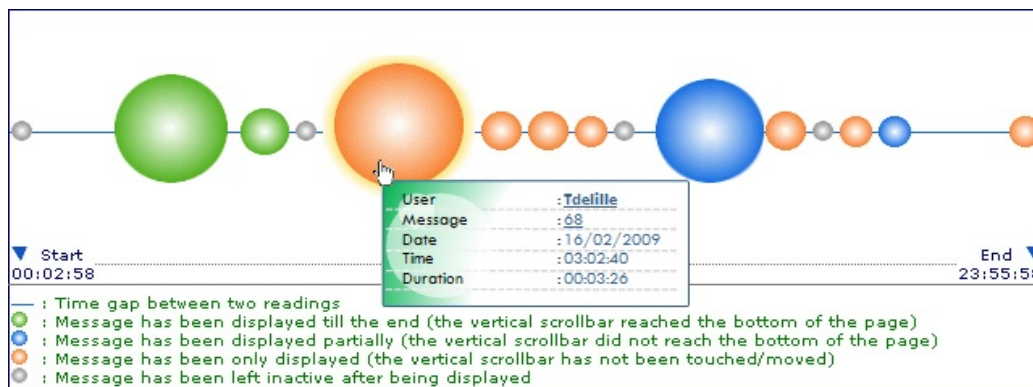 User : Tdelille
Message : 68
Date : 16/02/2009
Time : 03:02:40
Duration : 00:03:26
Start End
00:02:58 23:55:58
: Time gap between two readings
: Message has been displayed till the end (the vertical scrollbar reached the bottom of the page)
: Message has been displayed partially (the vertical scrollbar did not reach the bottom of the page)
: Message has been only displayed (the vertical scrollbar has not been touched/moved)
: Message has been left inactive after being displayed